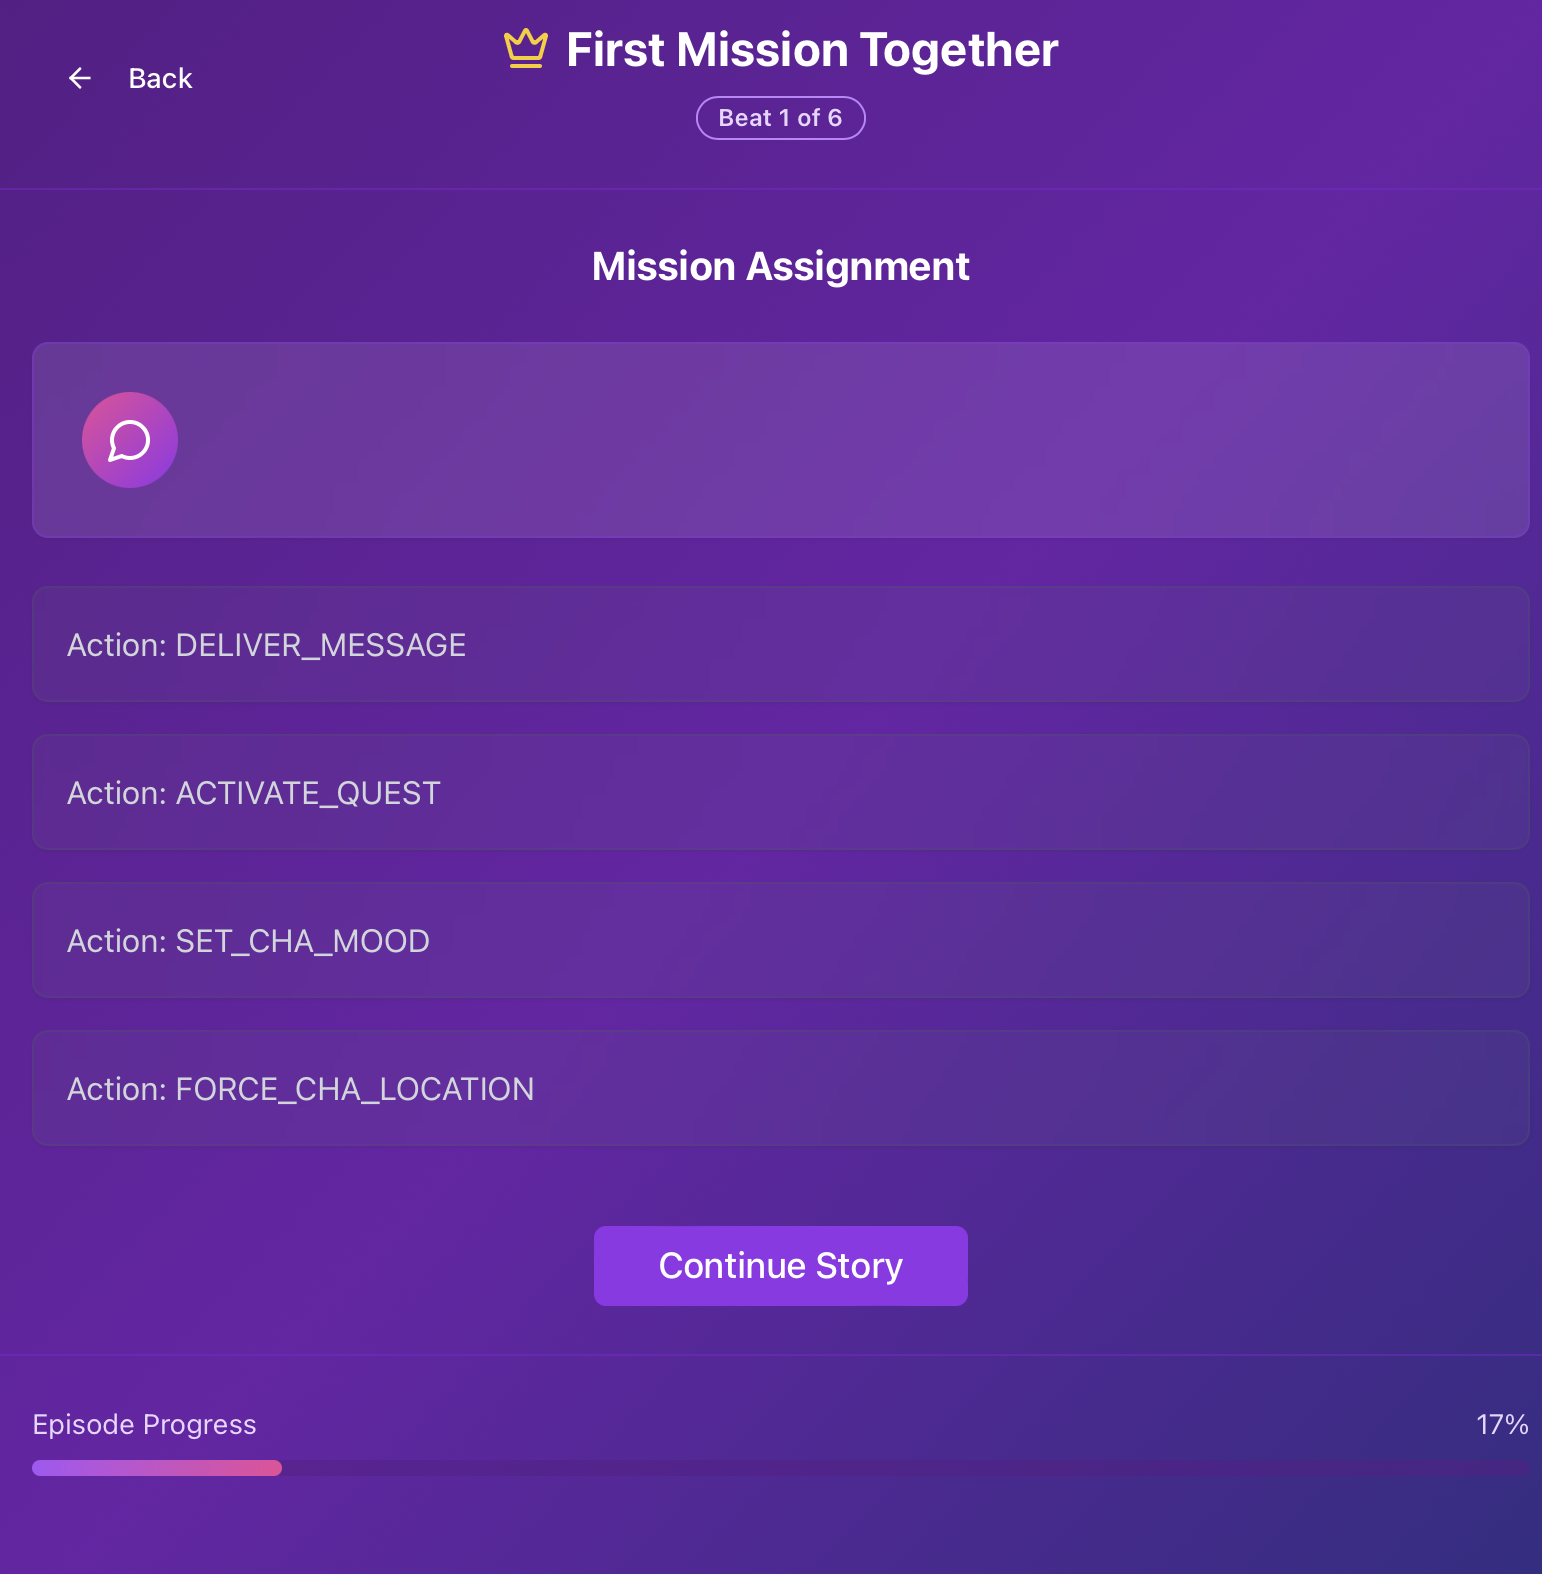 Back
First Mission Together
Beat 1 of 6
Mission Assignment
Action: DELIVER_MESSAGE
Action: ACTIVATE_QUEST
Action: SET_CHA_MOOD
Action: FORCE_CHA_LOCATION
Continue Story
Episode Progress
17%